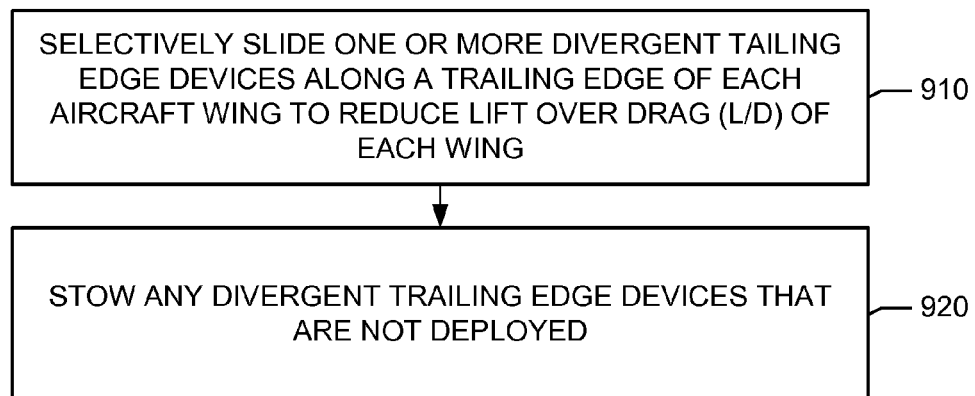 SELECTIVELY SLIDE ONE OR MORE DIVERGENT TAILING
EDGE DEVICES ALONG A TRAILING EDGE OF EACH
AIRCRAFT WING TO REDUCE LIFT OVER DRAG (L/D) OF
EACH WING
910
STOW ANY DIVERGENT TRAILING EDGE DEVICES THAT
ARE NOT DEPLOYED
920